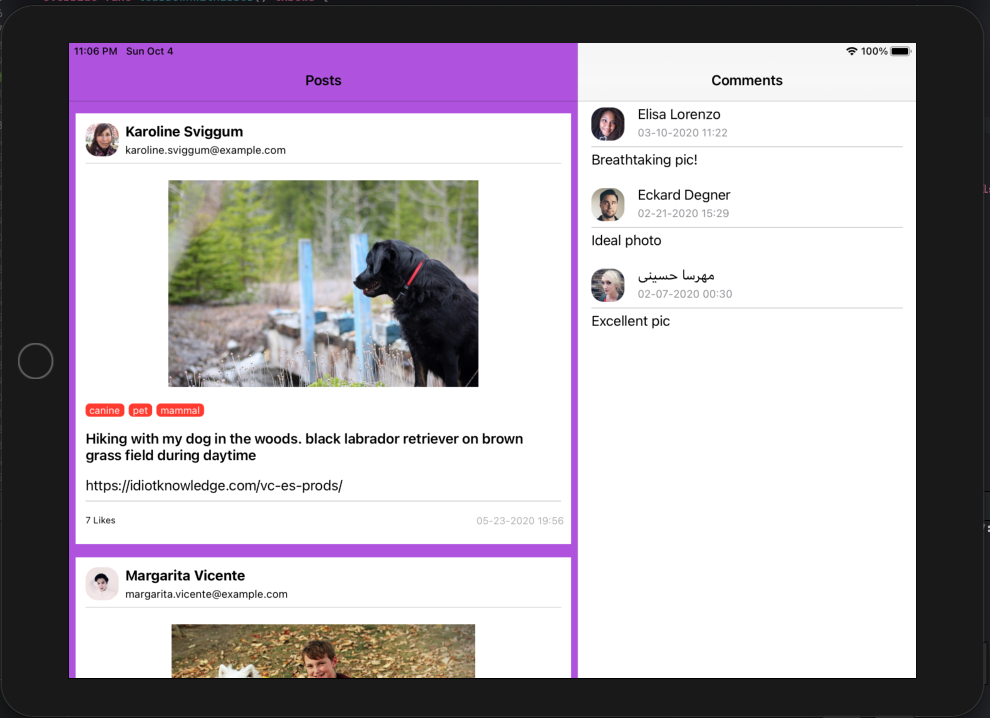 11:06 PM Sun Oct 4
100%
Posts
Karoline Sviggum
karoline.sviggum@example.com
canine pet mammal
Hiking with my dog in the woods. black labrador retriever on brown
grass field during daytime
https://idiotknowledge.com/vc-es-prods/
7 Likes 05-23-2020 19:56
Margarita Vicente
margarita.vicente@example.com
Comments
Elisa Lorenzo
03-10-2020 11:22
Breathtaking pic!
Eckard Degner
02-21-2020 15:29
Ideal photo
مهرسا حسینی
02-07-2020 00:30
Excellent pic